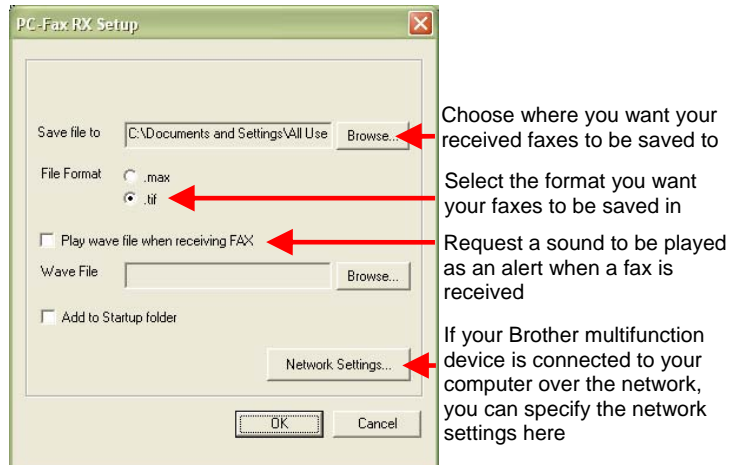 PC-Fax RX Setup
Save file to C:\Documents and Settings\All Use Browse...
Choose where you want your
received faxes to be saved to
File Format .max
.tif
Select the format you want
your faxes to be saved in
Play wave file when receiving FAX
Request a sound to be played
as an alert when a fax is
received
Wave File Browse...
Add to Startup folder
Network Settings...
If your Brother multifunction
device is connected to your
computer over the network,
you can specify the network
settings here
OK Cancel